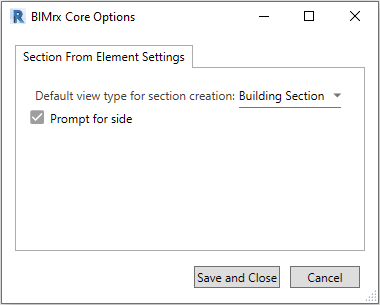 BIMrx Core Options
Section From Element Settings
Default view type for section creation: Building Section
Prompt for side
Save and Close Cancel